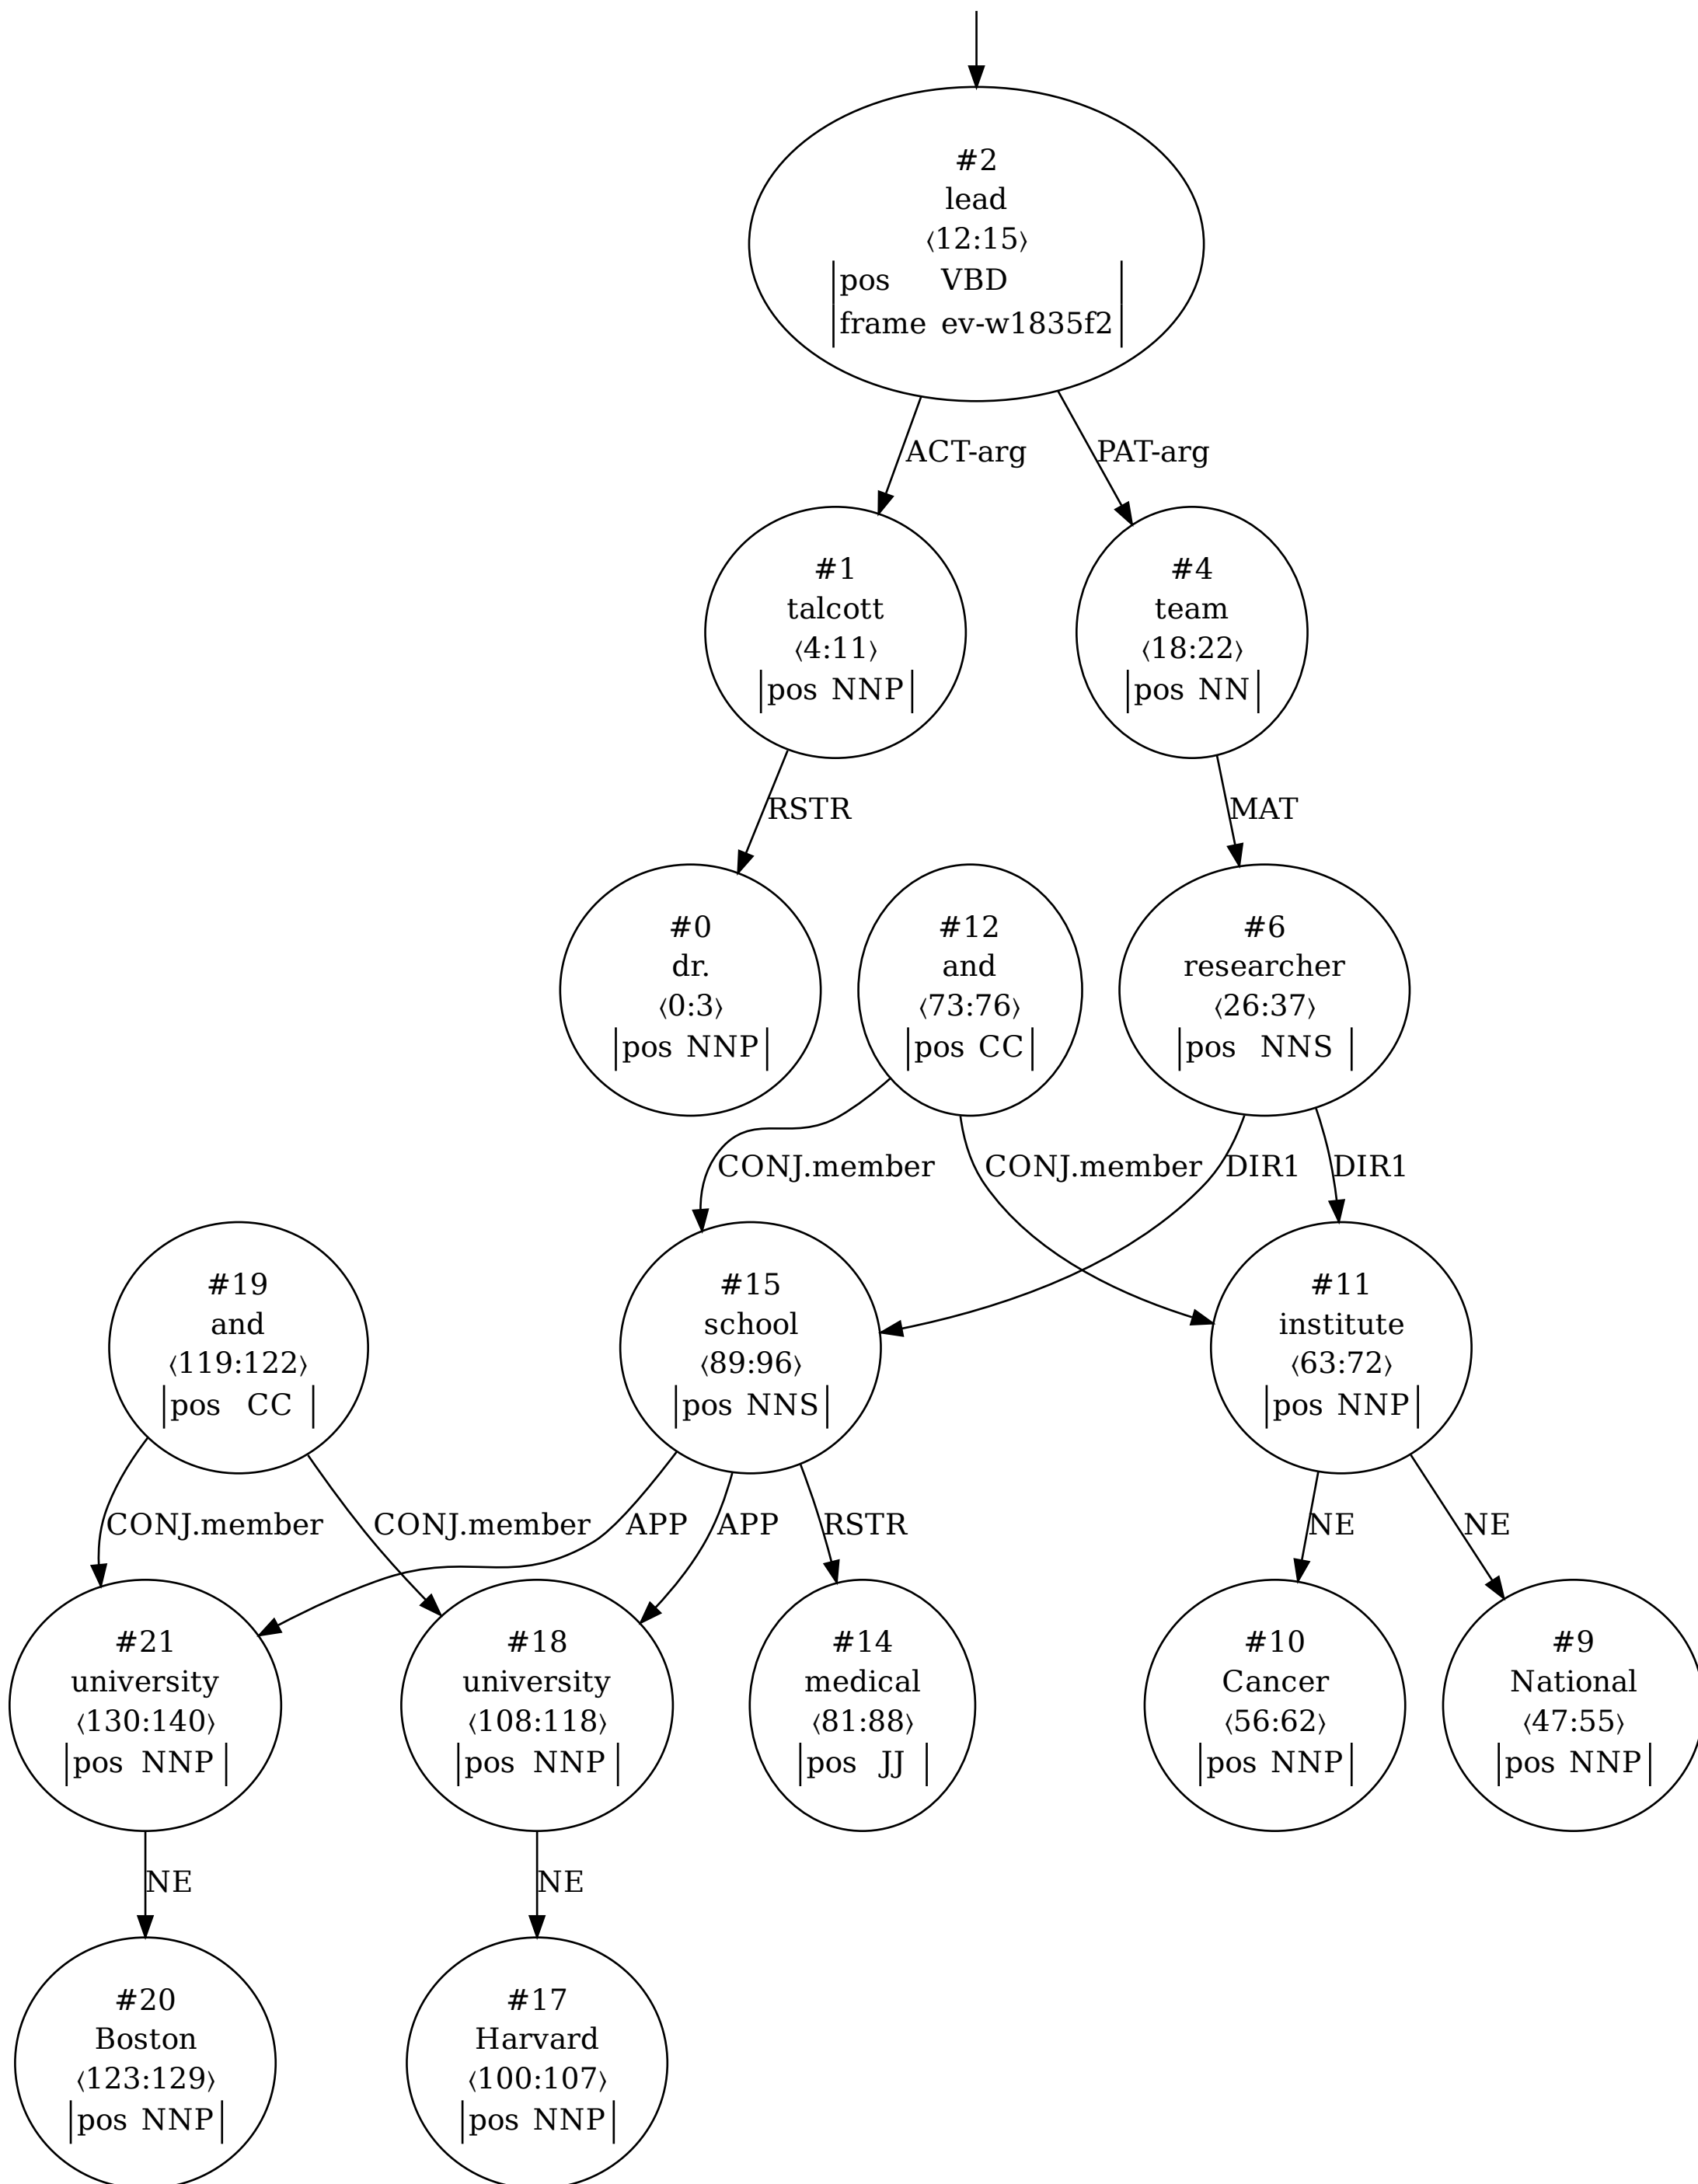 #2
lead
⟨12:15⟩
pos VBD
frame ev-w1835f2
ACT-arg
PAT-arg
#1
talcott
⟨4:11⟩
pos NNP
#4
team
⟨18:22⟩
pos NN
RSTR
MAT
#0
dr.
⟨0:3⟩
pos NNP
#12
and
⟨73:76⟩
pos CC
#6
researcher
⟨26:37⟩
pos NNS
CONJ.member
CONJ.member
DIR1
DIR1
#19
and
⟨119:122⟩
pos CC
#15
school
⟨89:96⟩
pos NNS
#11
institute
⟨63:72⟩
pos NNP
CONJ.member
CONJ.member
APP
APP
RSTR
NE
NE
#21
university
⟨130:140⟩
pos NNP
#18
university
⟨108:118⟩
pos NNP
#14
medical
⟨81:88⟩
pos JJ
#10
Cancer
⟨56:62⟩
pos NNP
#9
National
⟨47:55⟩
pos NNP
NE
NE
#20
Boston
⟨123:129⟩
pos NNP
#17
Harvard
⟨100:107⟩
pos NNP